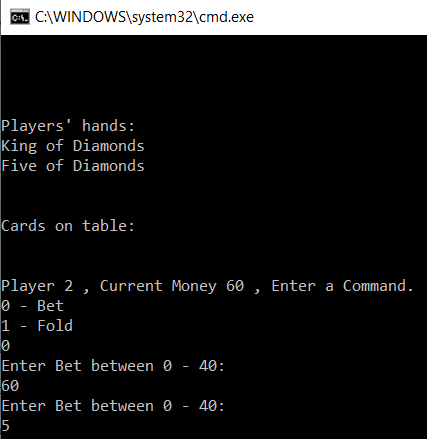 C:\WINDOWS\system32\cmd.exe
Players' hands:
King of Diamonds
Five of Diamonds
Cards on table:
Player 2 , Current Money 60 , Enter a Command.
0 - Bet
1 - Fold
0
Enter Bet between 0 - 40:
60
Enter Bet between 0 - 40:
5